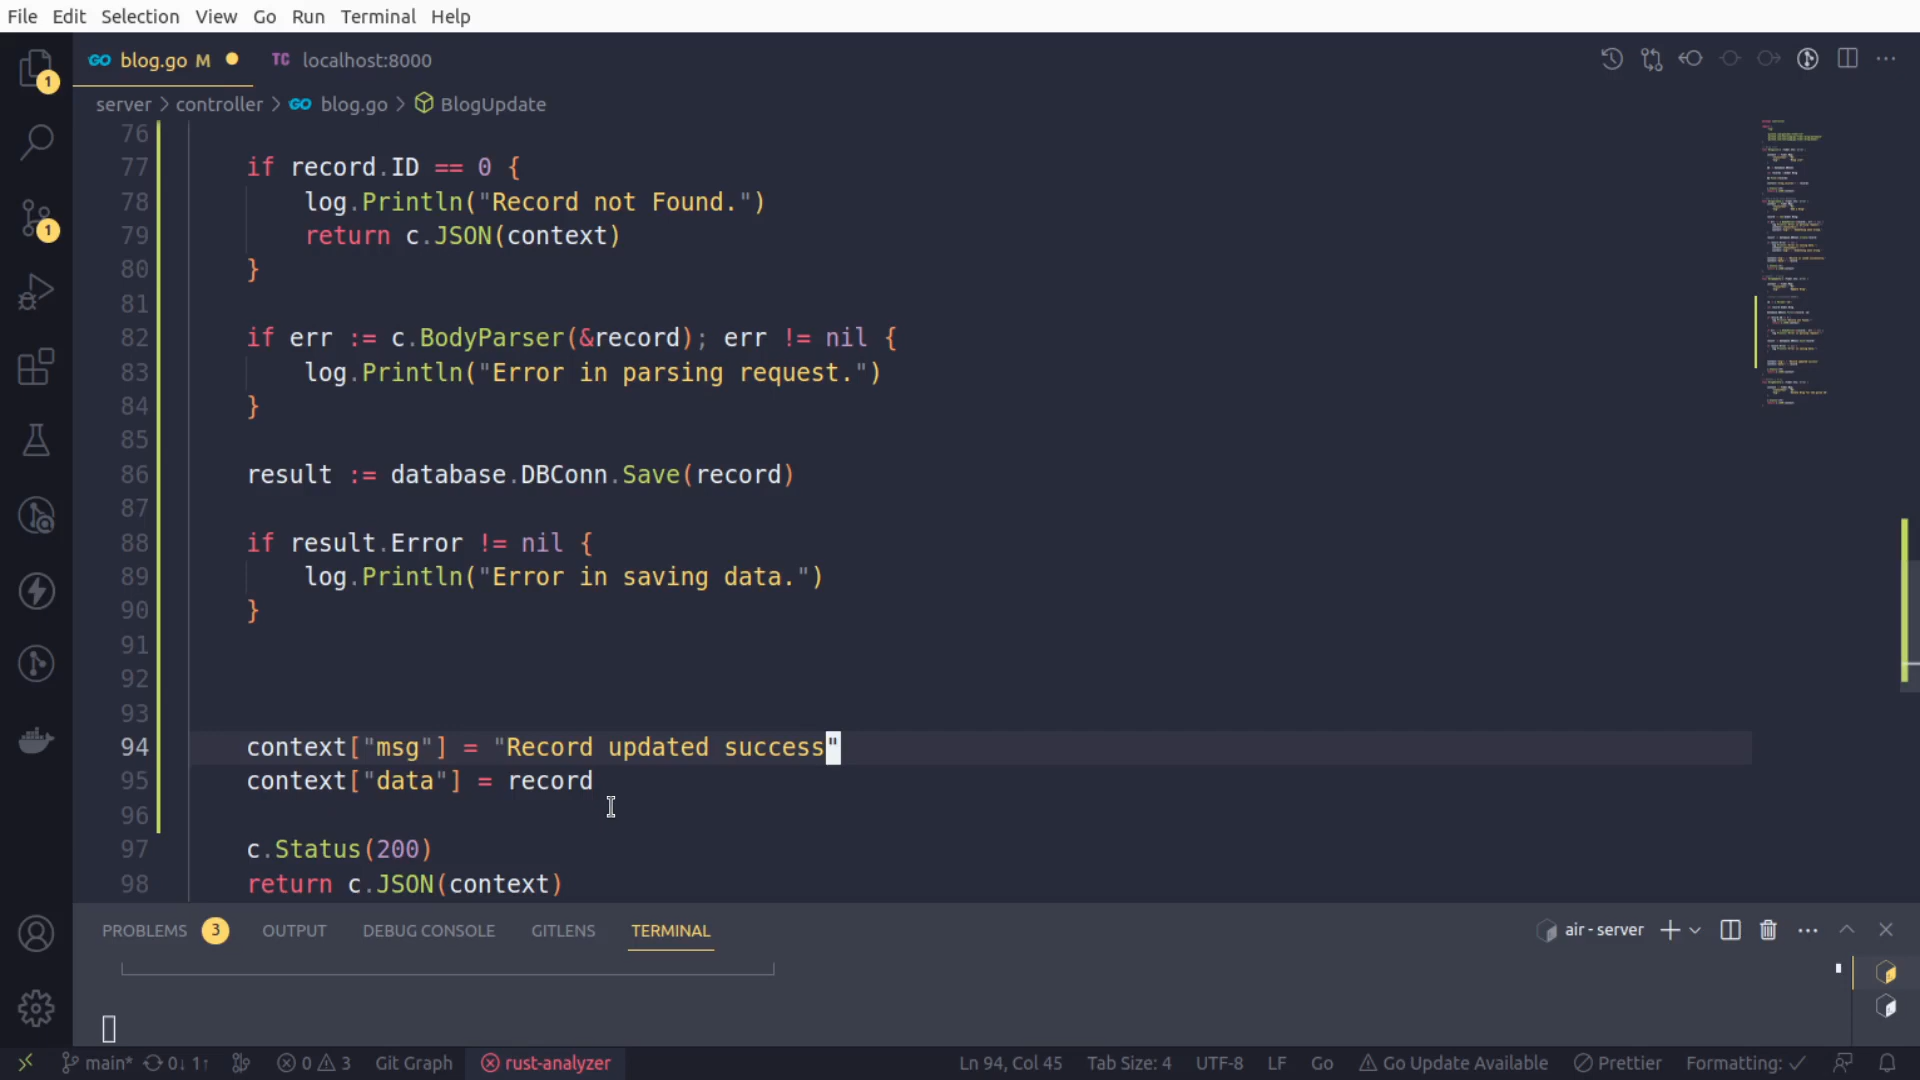 File Edit Selection View Go Run Terminal Help
GO blog.go M TC localhost:8000
server > controller > GO blog.go > BlogUpdate
76
77 if record.ID == 0 {
78 log.Println("Record not Found.")
79 return c.JSON(context)
80 }
81
82 if err := c.BodyParser(&record); err != nil {
83 log.Println("Error in parsing request.")
84 }
85
86 result := database.DBConn.Save(record)
87
88 if result.Error != nil {
89 log.Println("Error in saving data.")
90 }
91
92
93
94 context["msg"] = "Record updated success"
95 context["data"] = record
96
97 c.Status(200)
98 return c.JSON(context)
1
1
PROBLEMS 3 OUTPUT DEBUG CONSOLE GITLENS TERMINAL air - server
main* 0↓ 1↑ 0 3 Git Graph rust-analyzer Ln 94, Col 45 Tab Size: 4 UTF-8 LF Go Go Update Available Prettier Formatting: ✓